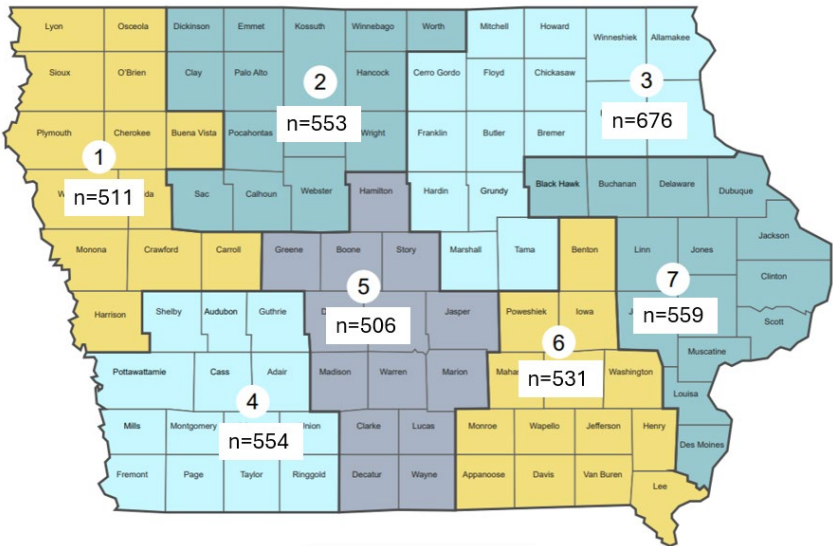 Lyon Osceola Dickinson Emmet Kossuth Winnebago Worth Mitchell Howard Winneshiek Allamakee
Sioux O'Brien Clay Palo Alto 2 Hancock Cerro Gordo Floyd Chickasaw 3
n=553 n=676
Plymouth Cherokee Buena Vista Pocahontas Wright Franklin Butler Bremer
1
n=511
Sac Calhoun Webster Hamilton Hardin Grundy Black Hawk Buchanan Delaware Dubuque
Monona Crawford Carroll Greene Boone Story Marshall Tama Benton Linn Jones Jackson
5 7 Clinton
Harrison Shelby Audubon Guthrie n=506 Jasper Poweshiek Iowa n=559 Scott
6
Pottawattamie Cass Adair Madison Warren Marion n=531 Washington Muscatine
4 Louisa
Mills Montgomery n=554 Clarke Lucas Monroe Wapello Jefferson Henry Des Moines
Fremont Page Taylor Ringgold Decatur Wayne Appanoose Davis Van Buren Lee